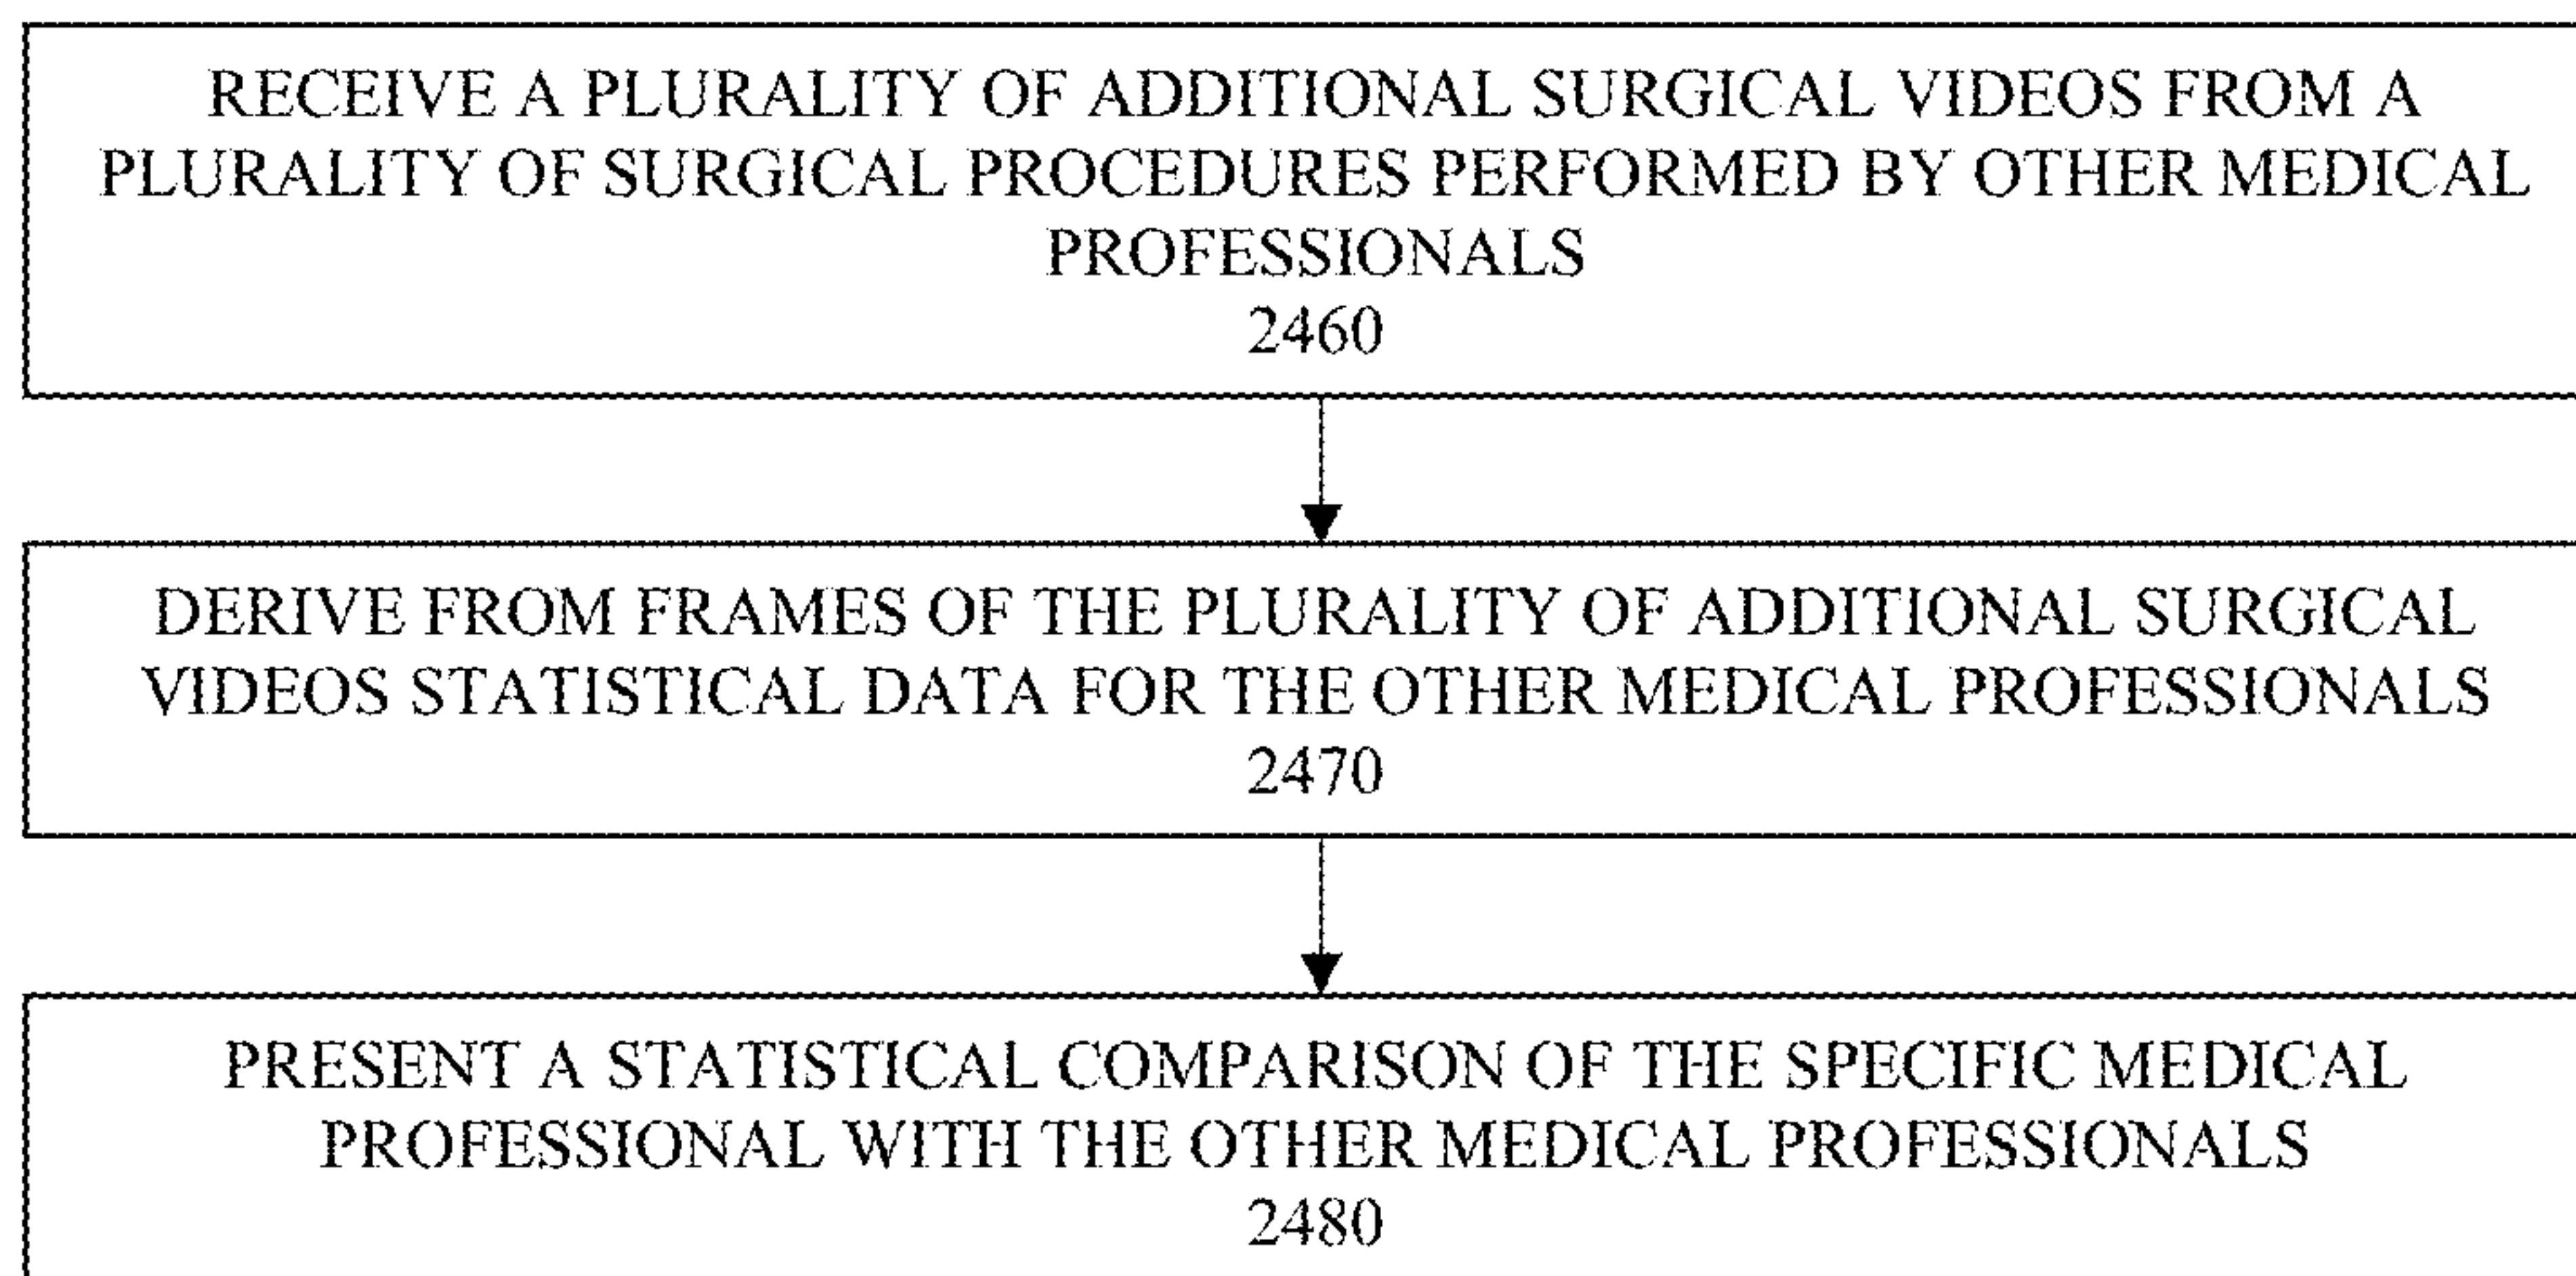 RECEIVE A PLURALITY OF ADDITIONAL SURGICAL VIDEOS FROM A
PLURALITY OF SURGICAL PROCEDURES PERFORMED BY OTHER MEDICAL
PROFESSIONALS
2460
DERIVE FROM FRAMES OF THE PLURALITY OF ADDITIONAL SURGICAL
VIDEOS STATISTICAL DATA FOR THE OTHER MEDICAL PROFESSIONALS
2470
PRESENT A STATISTICAL COMPARISON OF THE SPECIFIC MEDICAL
PROFESSIONAL WITH THE OTHER MEDICAL PROFESSIONALS
2480